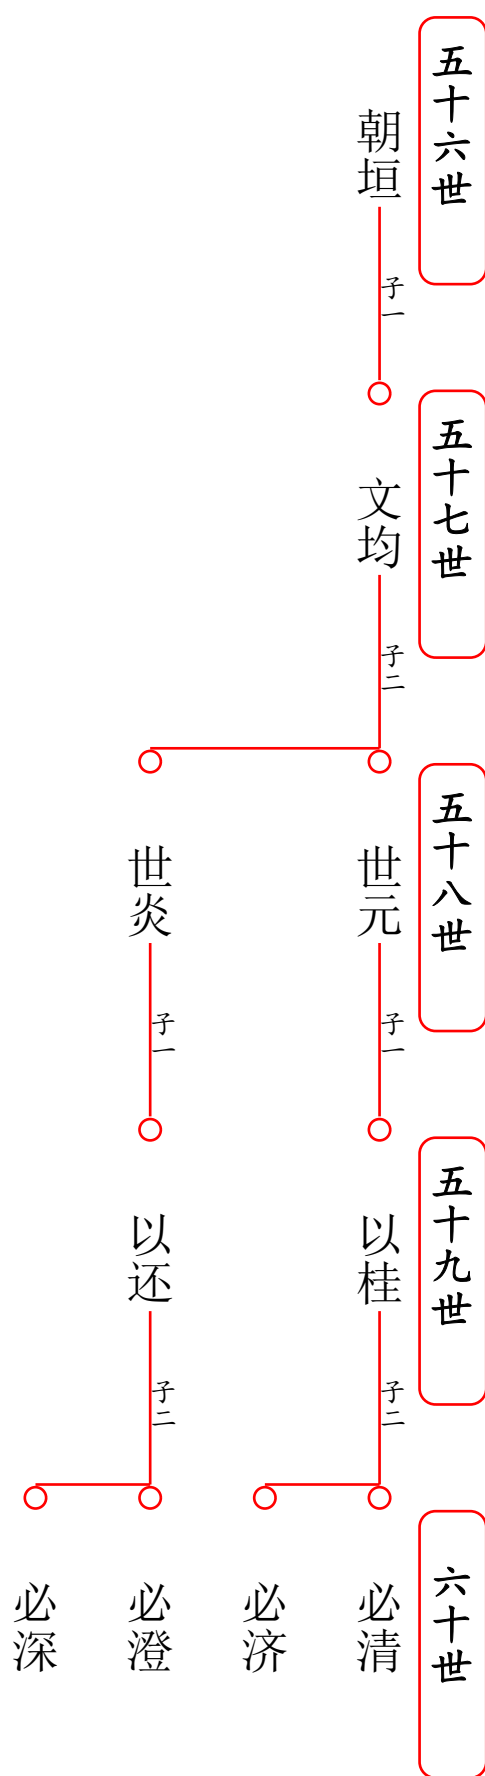 五十六世
朝垣
子一
五十七世
文均
子二
五十八世
世元
子一
世炎
子一
五十九世
以桂
子二
以还
子二
六十世
必清
必济
必澄
必深